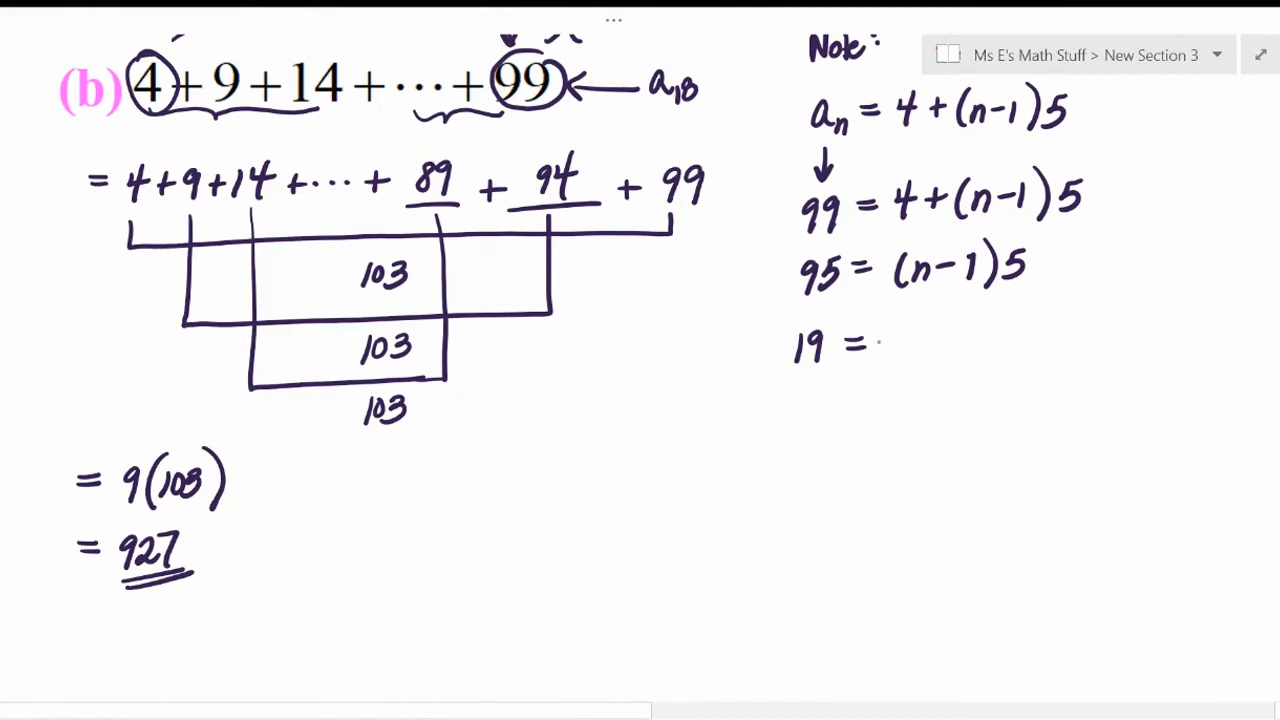 ...
(b) 4+9+14+⋯+99 ← a₁₈
= 4+9+14 +⋯+ 89 + 94 + 99
103
103
103
= 9(103)
= 927
Note:
Ms E's Math Stuff > New Section 3
aₙ = 4+(n-1)5
99 = 4+(n-1)5
95 = (n-1)5
19 =